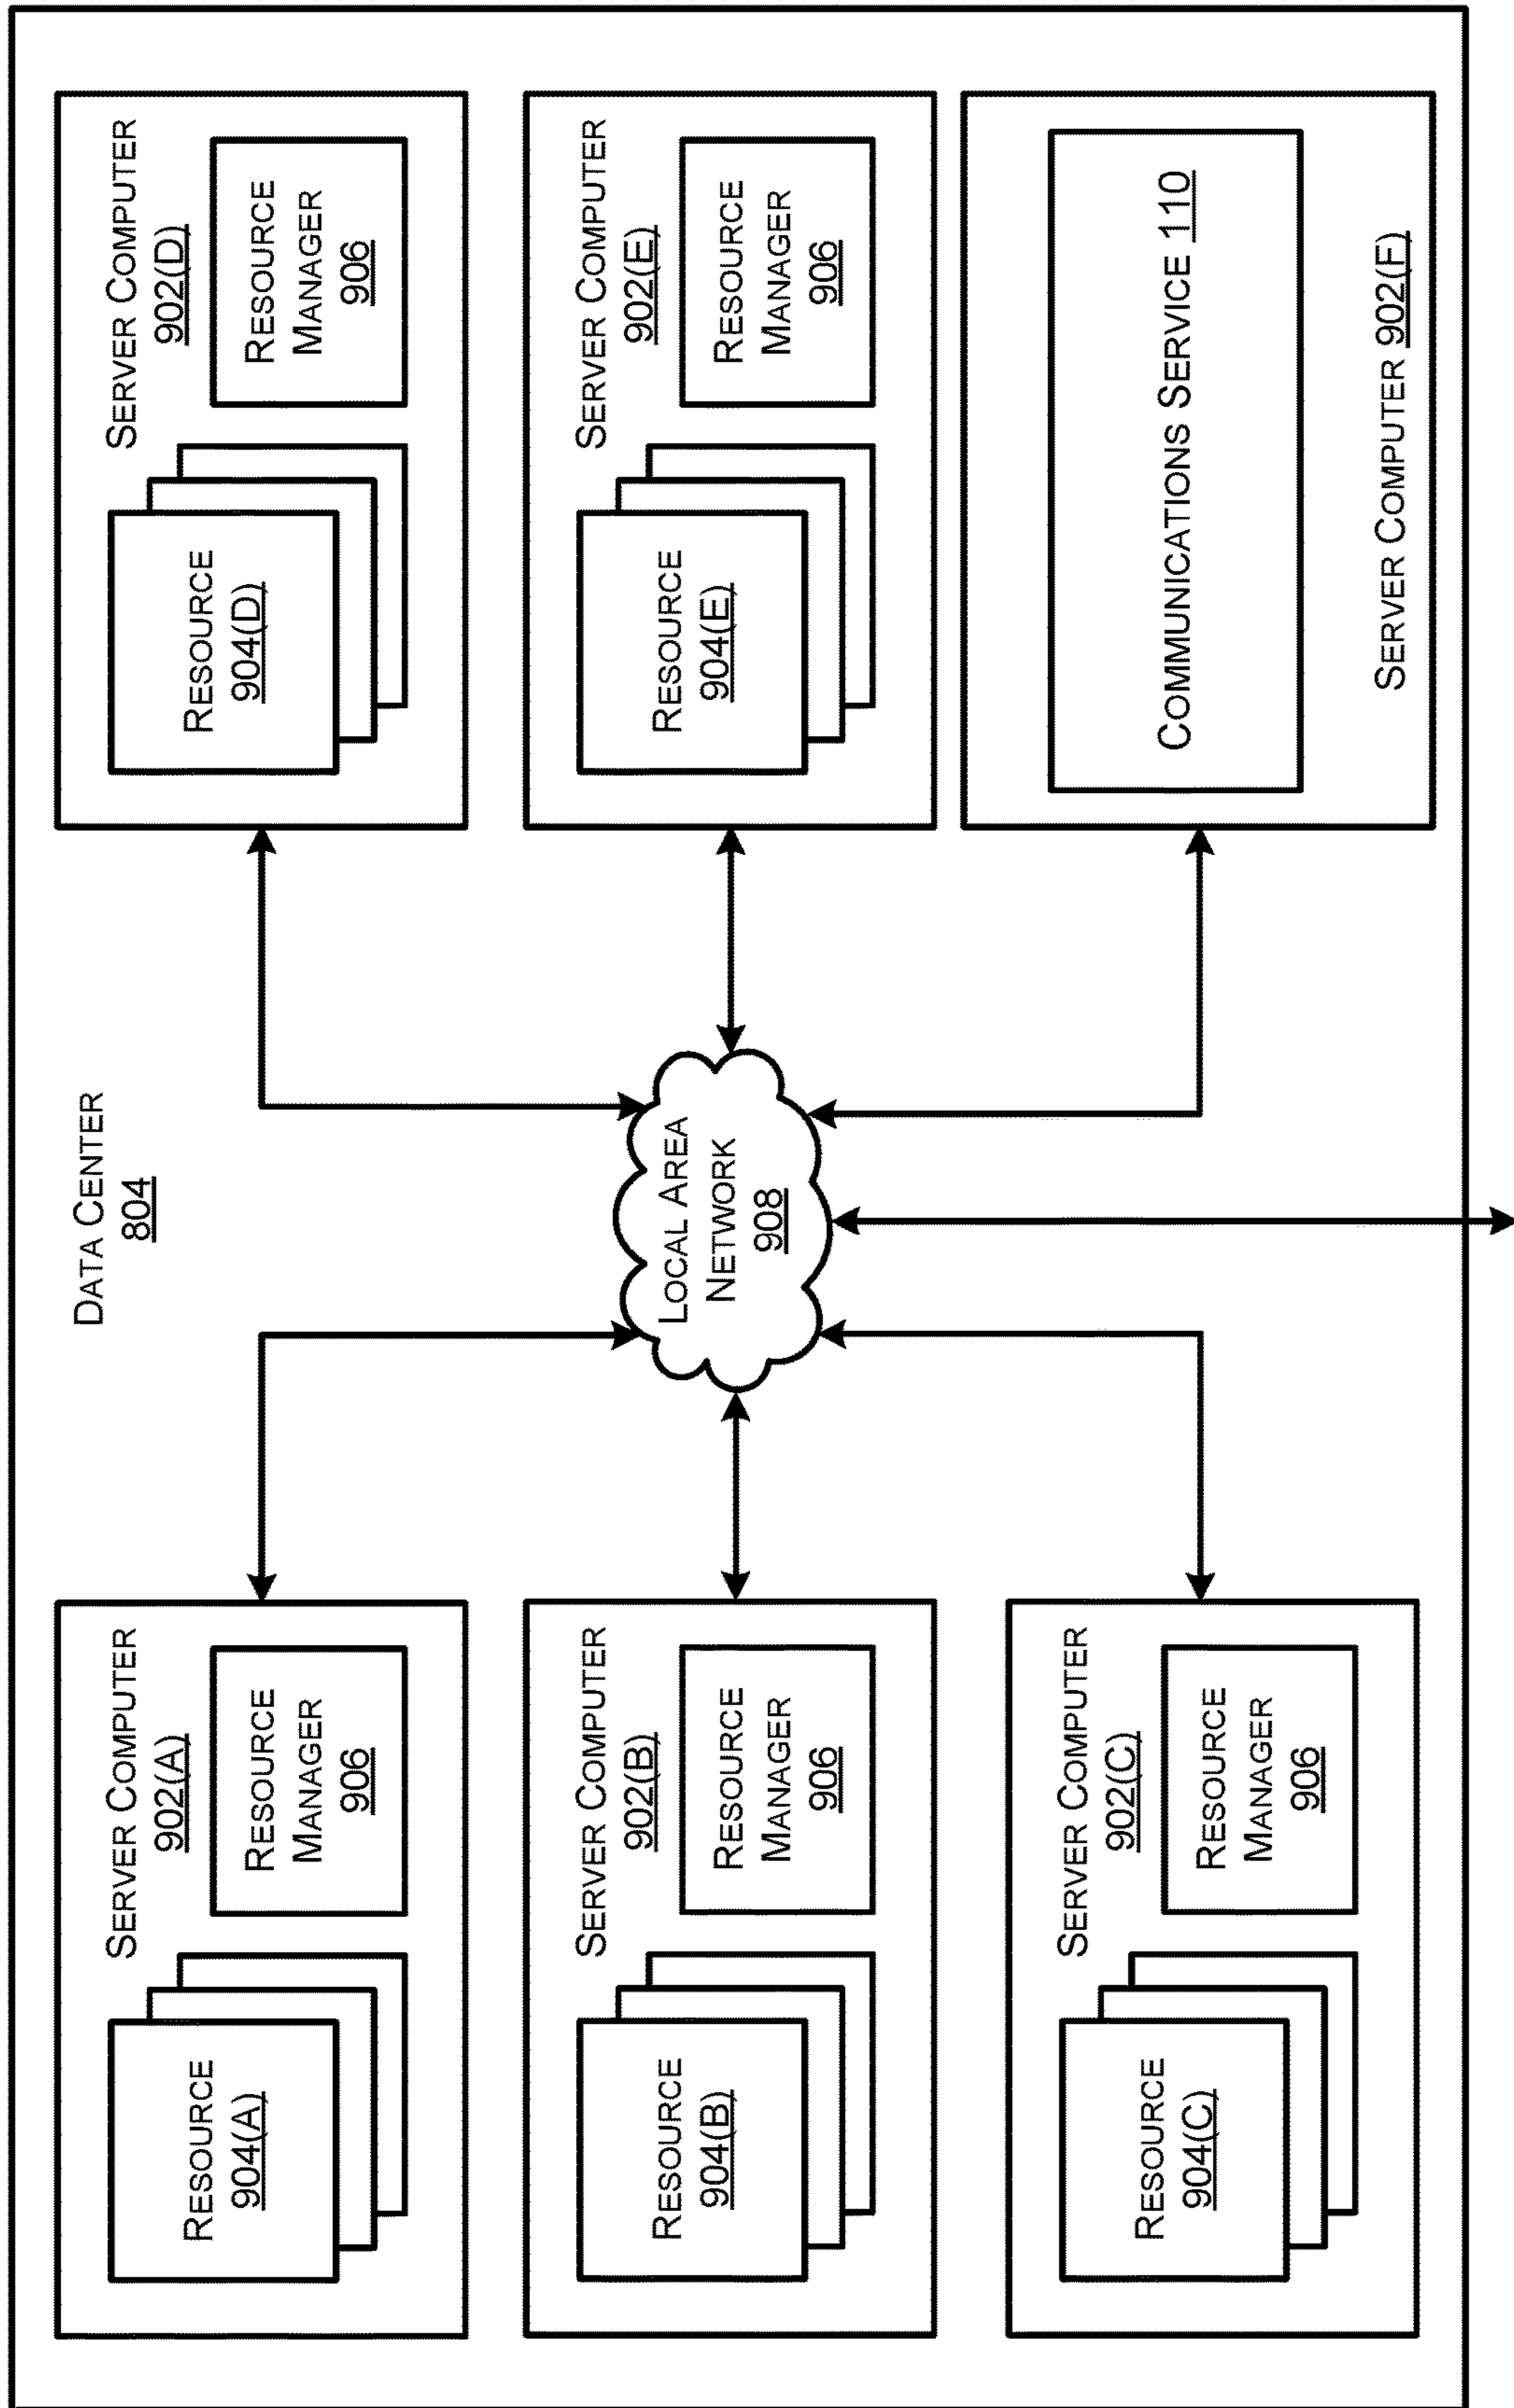 DATA CENTER
804
SERVER COMPUTER
902(A)
RESOURCE
904(A)
RESOURCE
MANAGER
906
SERVER COMPUTER
902(B)
RESOURCE
904(B)
RESOURCE
MANAGER
906
SERVER COMPUTER
902(C)
RESOURCE
904(C)
RESOURCE
MANAGER
906
LOCAL AREA
NETWORK
908
SERVER COMPUTER
902(D)
RESOURCE
904(D)
RESOURCE
MANAGER
906
SERVER COMPUTER
902(E)
RESOURCE
904(E)
RESOURCE
MANAGER
906
COMMUNICATIONS SERVICE 110
SERVER COMPUTER 902(F)